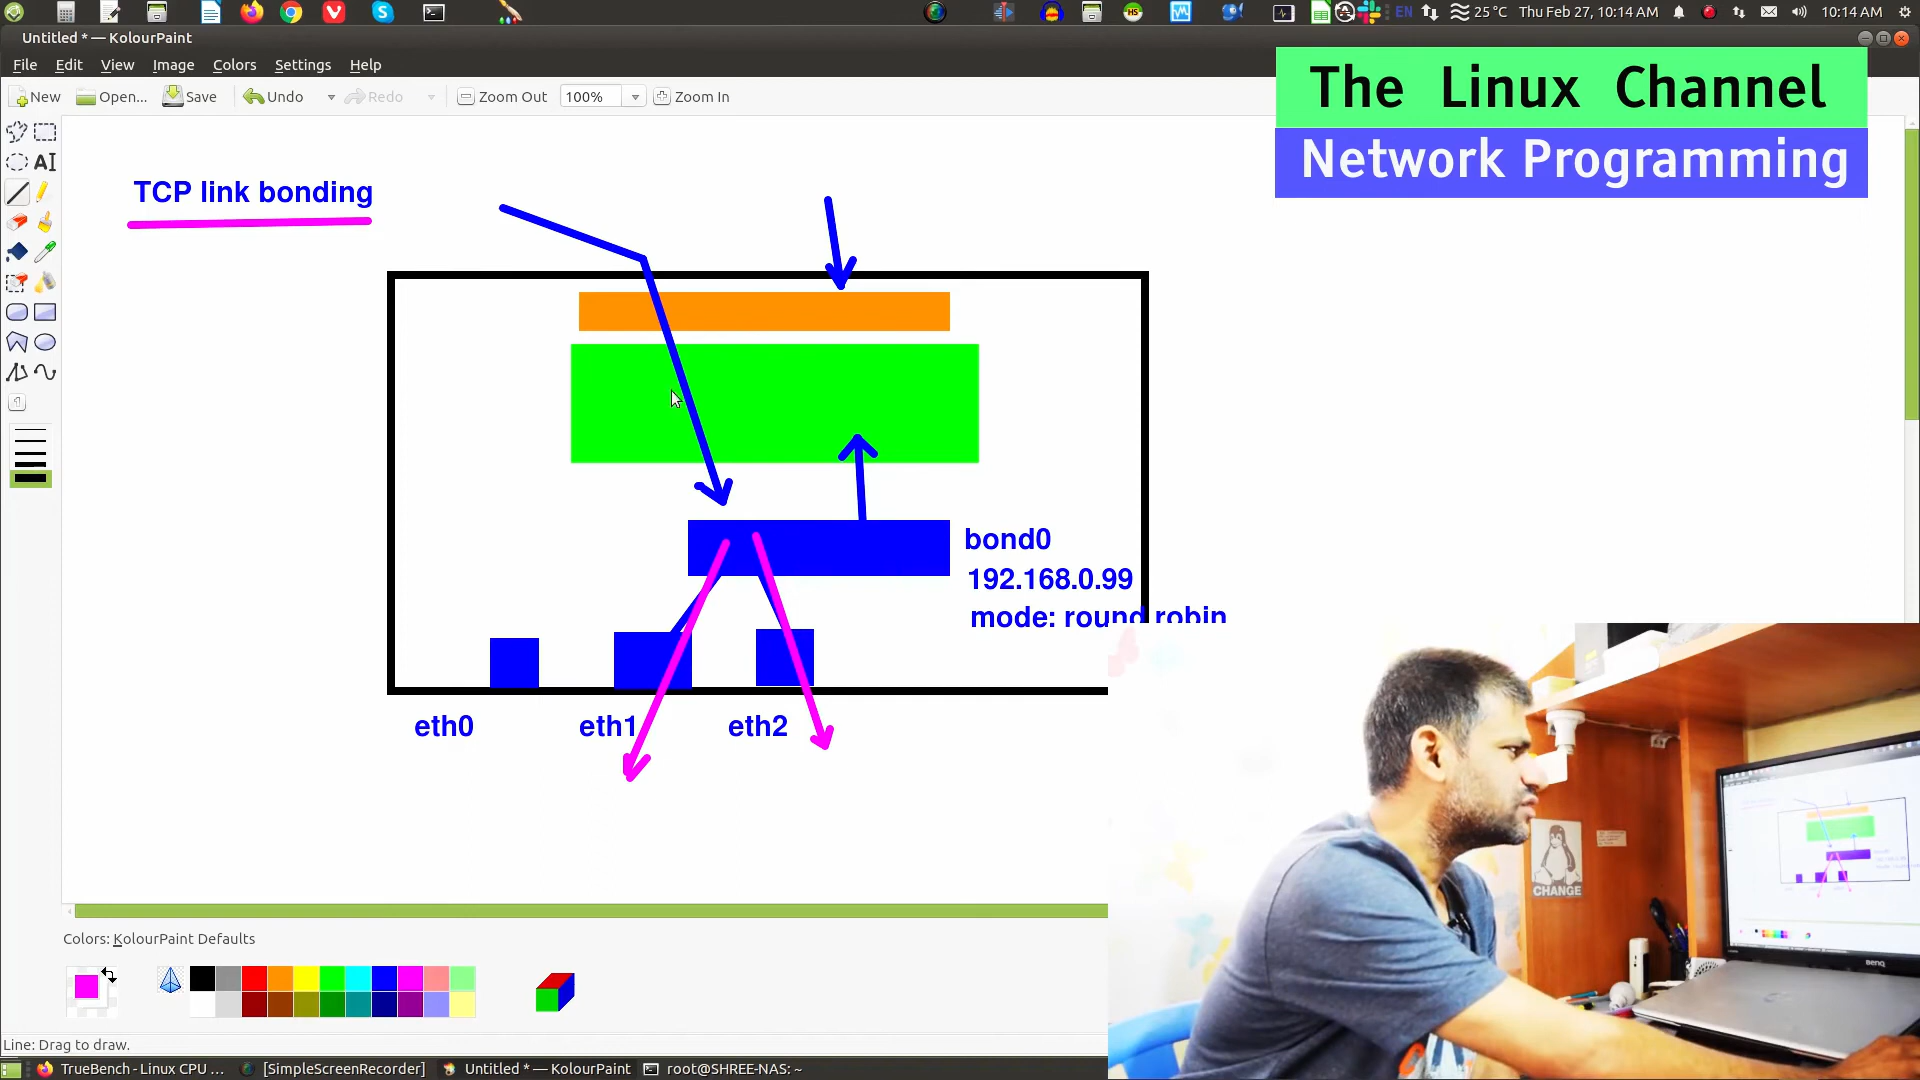 25 °C Thu Feb 27, 10:14 AM 10:14 AM
EN
Untitled * — KolourPaint
File Edit View Image Colors Settings Help
New Open... Save Undo Redo Zoom Out 100% Zoom In
The Linux Channel
Network Programming
TCP link bonding
bond0
192.168.0.99
mode: round robin
eth0 eth1 eth2
CHANGE
BenQ
Colors: KolourPaint Defaults
Line: Drag to draw.
TrueBench - Linux CPU ... [SimpleScreenRecorder] Untitled * — KolourPaint root@SHREE-NAS: ~